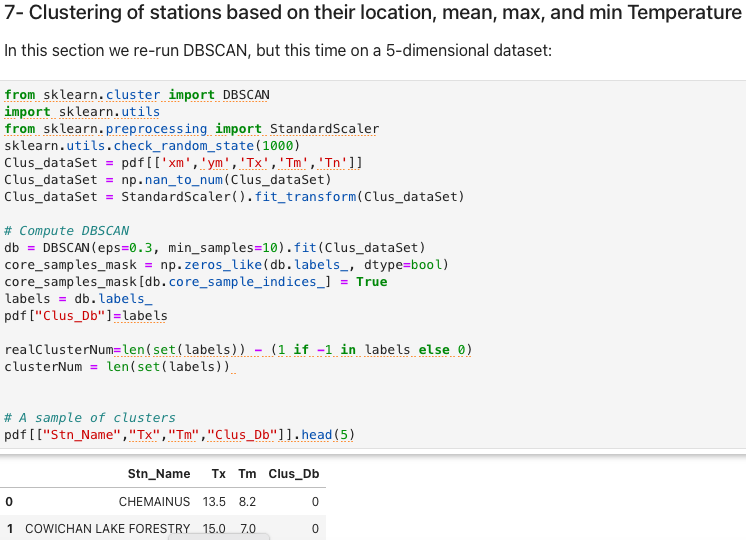 7- Clustering of stations based on their location, mean, max, and min Temperature
In this section we re-run DBSCAN, but this time on a 5-dimensional dataset:
from sklearn.cluster import DBSCAN
import sklearn.utils
from sklearn.preprocessing import StandardScaler
sklearn.utils.check_random_state(1000)
Clus_dataSet = pdf[['xm','ym','Tx','Tm','Tn']]
Clus_dataSet = np.nan_to_num(Clus_dataSet)
Clus_dataSet = StandardScaler().fit_transform(Clus_dataSet)
# Compute DBSCAN
db = DBSCAN(eps=0.3, min_samples=10).fit(Clus_dataSet)
core_samples_mask = np.zeros_like(db.labels_, dtype=bool)
core_samples_mask[db.core_sample_indices_] = True
labels = db.labels_
pdf["Clus_Db"]=labels
realClusterNum=len(set(labels)) - (1 if -1 in labels else 0)
clusterNum = len(set(labels))
# A sample of clusters
pdf[["Stn_Name","Tx","Tm","Clus_Db"]].head(5)
Stn_Name Tx Tm Clus_Db
0 CHEMAINUS 13.5 8.2 0
1 COWICHAN LAKE FORESTRY 15.0 7.0 0